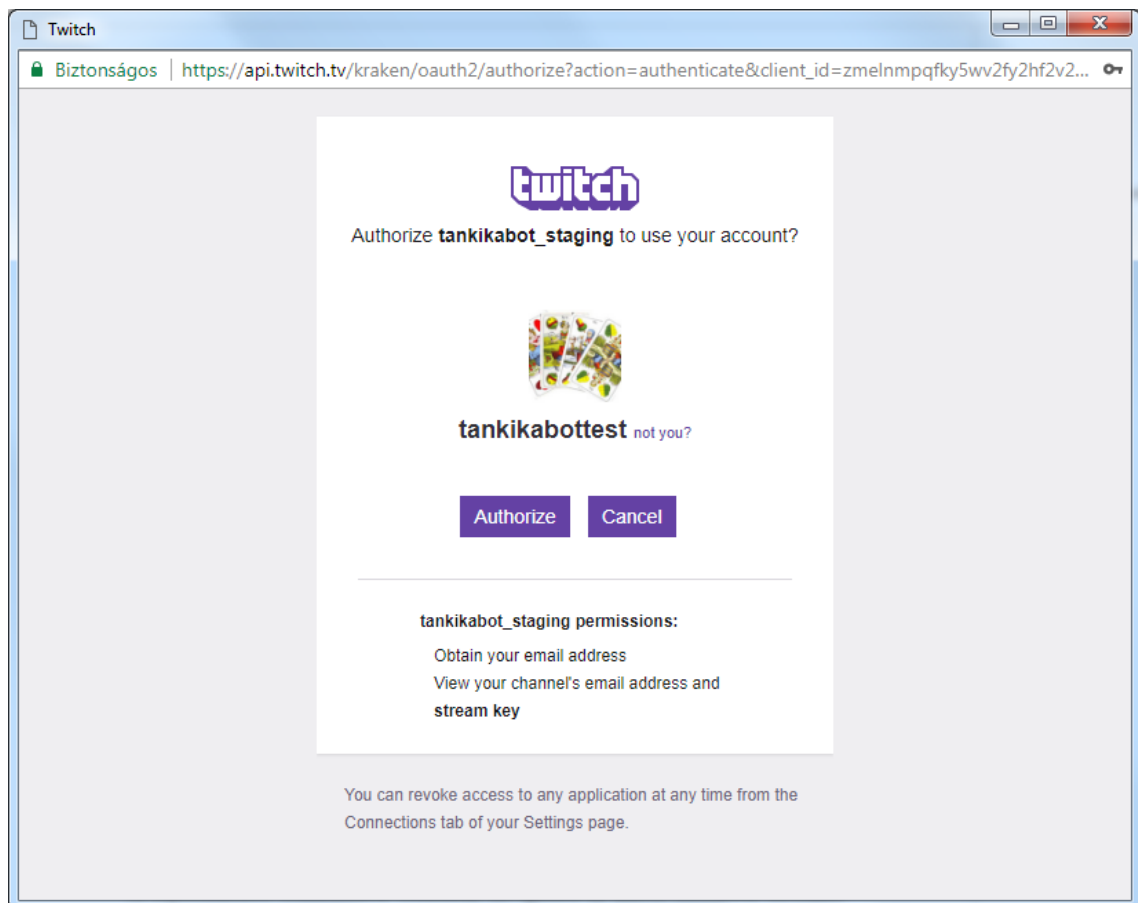 Twitch
Biztonságos | https://api.twitch.tv/kraken/oauth2/authorize?action=authenticate&client_id=zmelnmpqfky5wv2fy2hf2v2...
twitch
Authorize tankikabot_staging to use your account?
tankikabottest not you?
Authorize Cancel
tankikabot_staging permissions:
Obtain your email address
View your channel's email address and
stream key
You can revoke access to any application at any time from the
Connections tab of your Settings page.